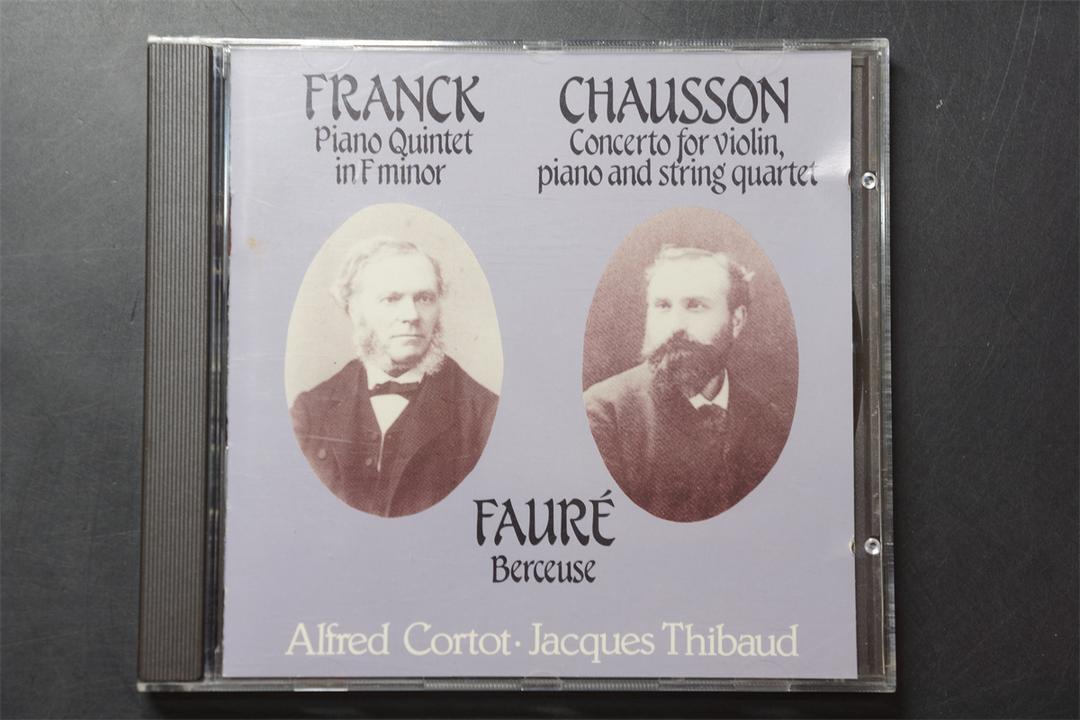 FRANCK
Piano Quintet
in F minor
CHAUSSON
Concerto for violin,
piano and string quartet
FAURÉ
Berceuse
Alfred Cortot · Jacques Thibaud